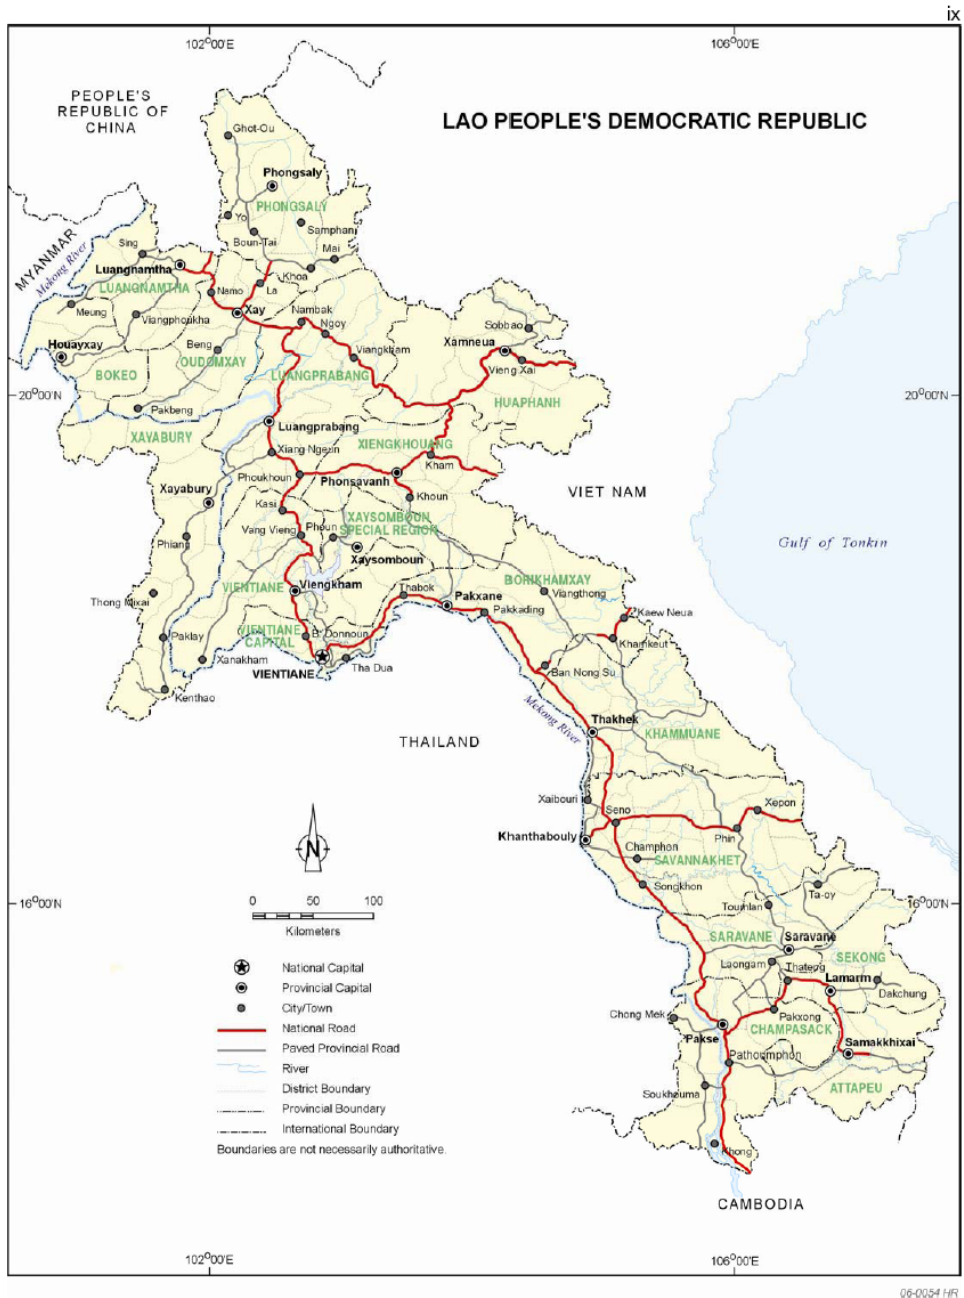 ix
102°00'E
106°00'E
PEOPLE'S
REPUBLIC OF
CHINA
LAO PEOPLE'S DEMOCRATIC REPUBLIC
Ghot-Ou
Phongsaly
PHONGSALY
Yo
Samphan
Boun-Tai
MYANMAR
Mekong River
Sing
Mai
Luangnamtha
Khoa
LUANGNAMTHA
Namo
La
Meung
Viangphoukha
Xay
Nambak
Ngoy
Sobbao
Houayxay
Beng
Viangkham
Xamneua
OUDOMXAY
Vieng Xai
BOKEO
LUANGPRABANG
20°00'N
HUAPHANH
20°00'N
Pakbeng
Luangprabang
XAYABURY
XIENGKHOUANG
Xiang Ngezin
Kham
Phoukhoun
Phonsavanh
Xayabury
VIET NAM
Khoun
Kasi
XAYSOMBOUN
SPECIAL REGION
Vang Vieng
Phoun
Phiang
Gulf of Tonkin
Xaysomboun
BORIKHAMXAY
VIENTIANE
Viengkham
Thabok
Viangthong
Thong Mixai
Pakxane
Pakkading
Kaew Neua
VIENTIANE
CAPITAL
B. Donnoun
Paklay
Khamkeut
Xanakham
VIENTIANE
Tha Dua
Ban Nong Su
Kenthao
Mekong River
Thakhek
KHAMMUANE
THAILAND
Xaibouri
Seno
Xepon
Khanthabouly
Phin
N
Champhon
SAVANNAKHET
Songkhon
Ta-oy
0 50 100
Kilometers
16°00'N
Toumlan
16°00'N
SARAVANE
Saravane
SEKONG
Laongam
Thateng
Lamarm
Dakchung
National Capital
Provincial Capital
City/Town
National Road
Paved Provincial Road
River
District Boundary
Provincial Boundary
International Boundary
Boundaries are not necessarily authoritative.
Chong Mek
Pakxong
CHAMPASACK
Pakse
Samakkhixai
Pathoumphon
ATTAPEU
Soukhouma
Khong
CAMBODIA
102°00'E
106°00'E
06-0054 HR